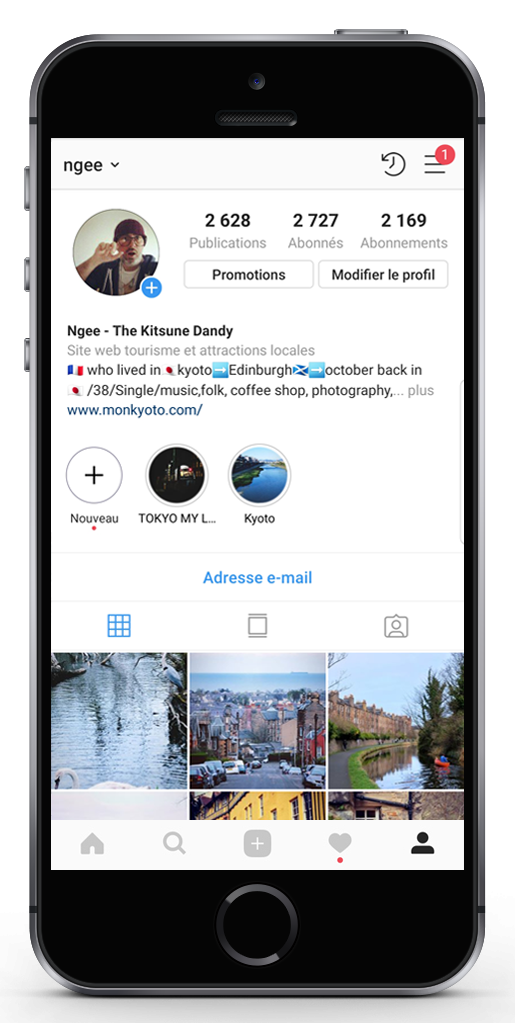 ngee
1
2 628 2 727 2 169
Publications Abonnés Abonnements
Promotions Modifier le profil
Ngee - The Kitsune Dandy
Site web tourisme et attractions locales
🇫🇷 who lived in 🇯🇵kyoto➡️Edinburgh🏴󠁧󠁢󠁳󠁣󠁴󠁿➡️october back in
🇯🇵 /38/Single/music,folk, coffee shop, photography,... plus
www.monkyoto.com/
Nouveau TOKYO MY L... Kyoto
Adresse e-mail